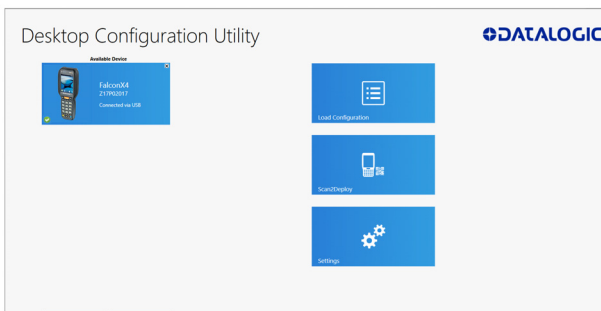 Desktop Configuration Utility
DATALOGIC
Available Device
FalconX4
Z17P02017
Connected via USB
Load Configuration
Scan2Deploy
Settings